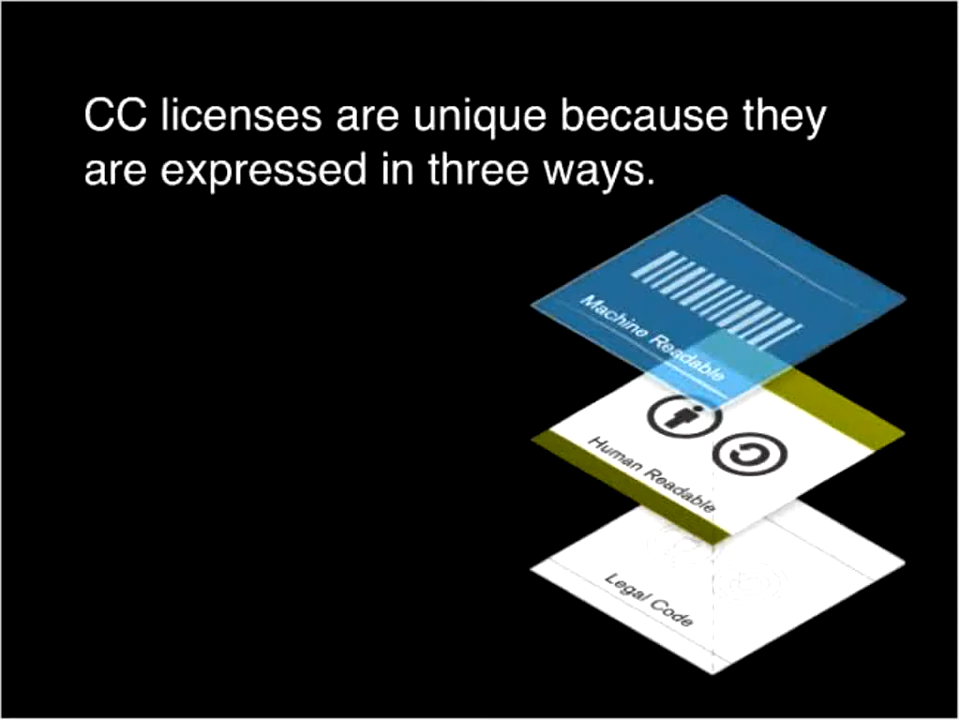 CC licenses are unique because they
are expressed in three ways.
Machine Readable
Human Readable
Legal Code